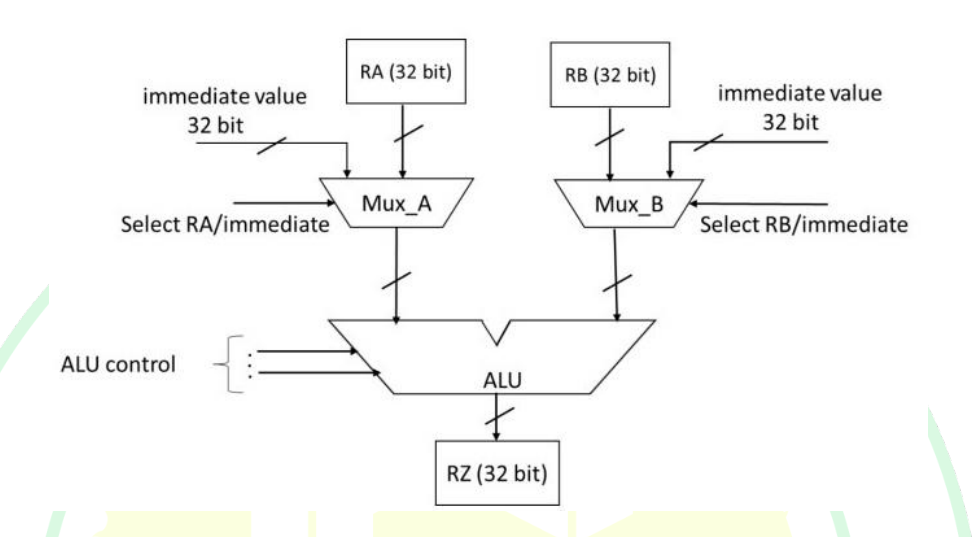 RA (32 bit)
RB (32 bit)
immediate value
32 bit
immediate value
32 bit
Mux_A
Mux_B
Select RA/immediate
Select RB/immediate
ALU control
ALU
RZ (32 bit)